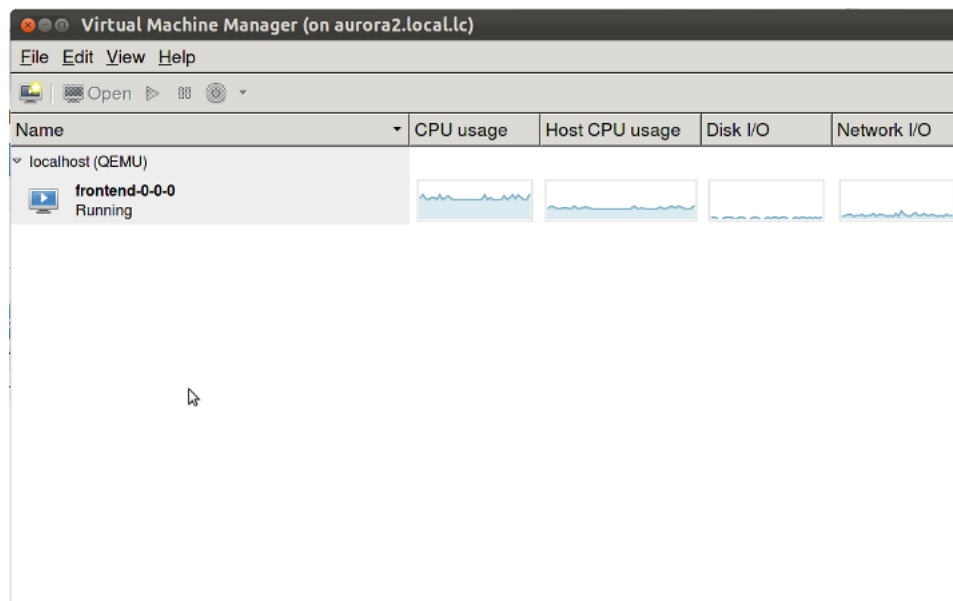 Virtual Machine Manager (on aurora2.local.lc)
File Edit View Help
Open
Name CPU usage Host CPU usage Disk I/O Network I/O
localhost (QEMU)
frontend-0-0-0
Running